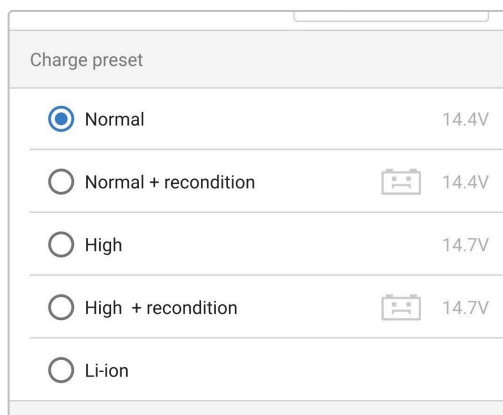 Charge preset
Normal 14.4V
Normal + recondition 14.4V
High 14.7V
High + recondition 14.7V
Li-ion